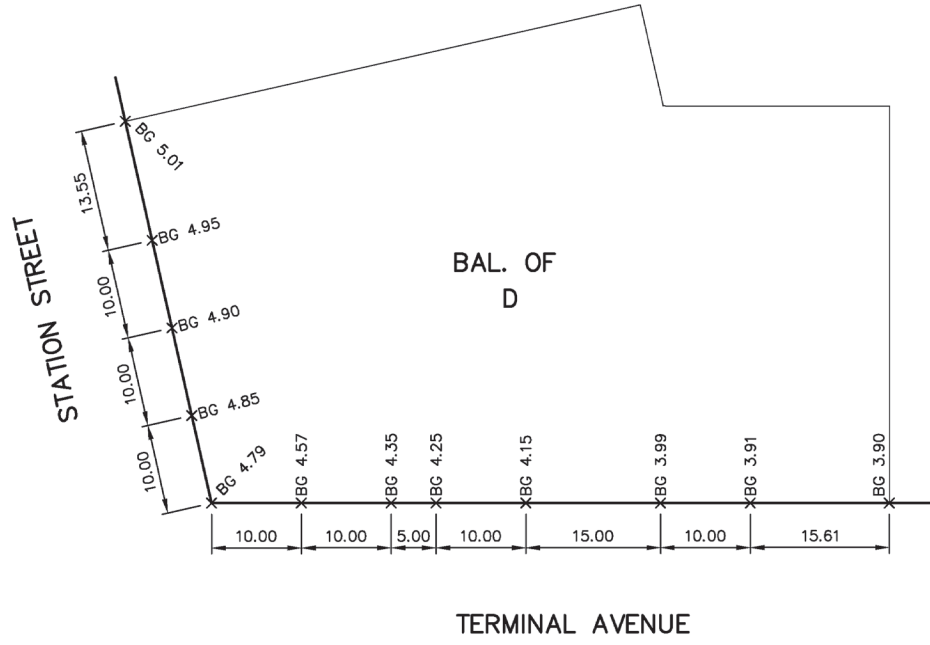 BG 5.01
13.55
BG 4.95
10.00
BG 4.90
10.00
BG 4.85
10.00
BG 4.79
STATION STREET
BAL. OF
D
BG 4.57
BG 4.35
BG 4.25
BG 4.15
BG 3.99
BG 3.91
BG 3.90
10.00
10.00
5.00
10.00
15.00
10.00
15.61
TERMINAL AVENUE